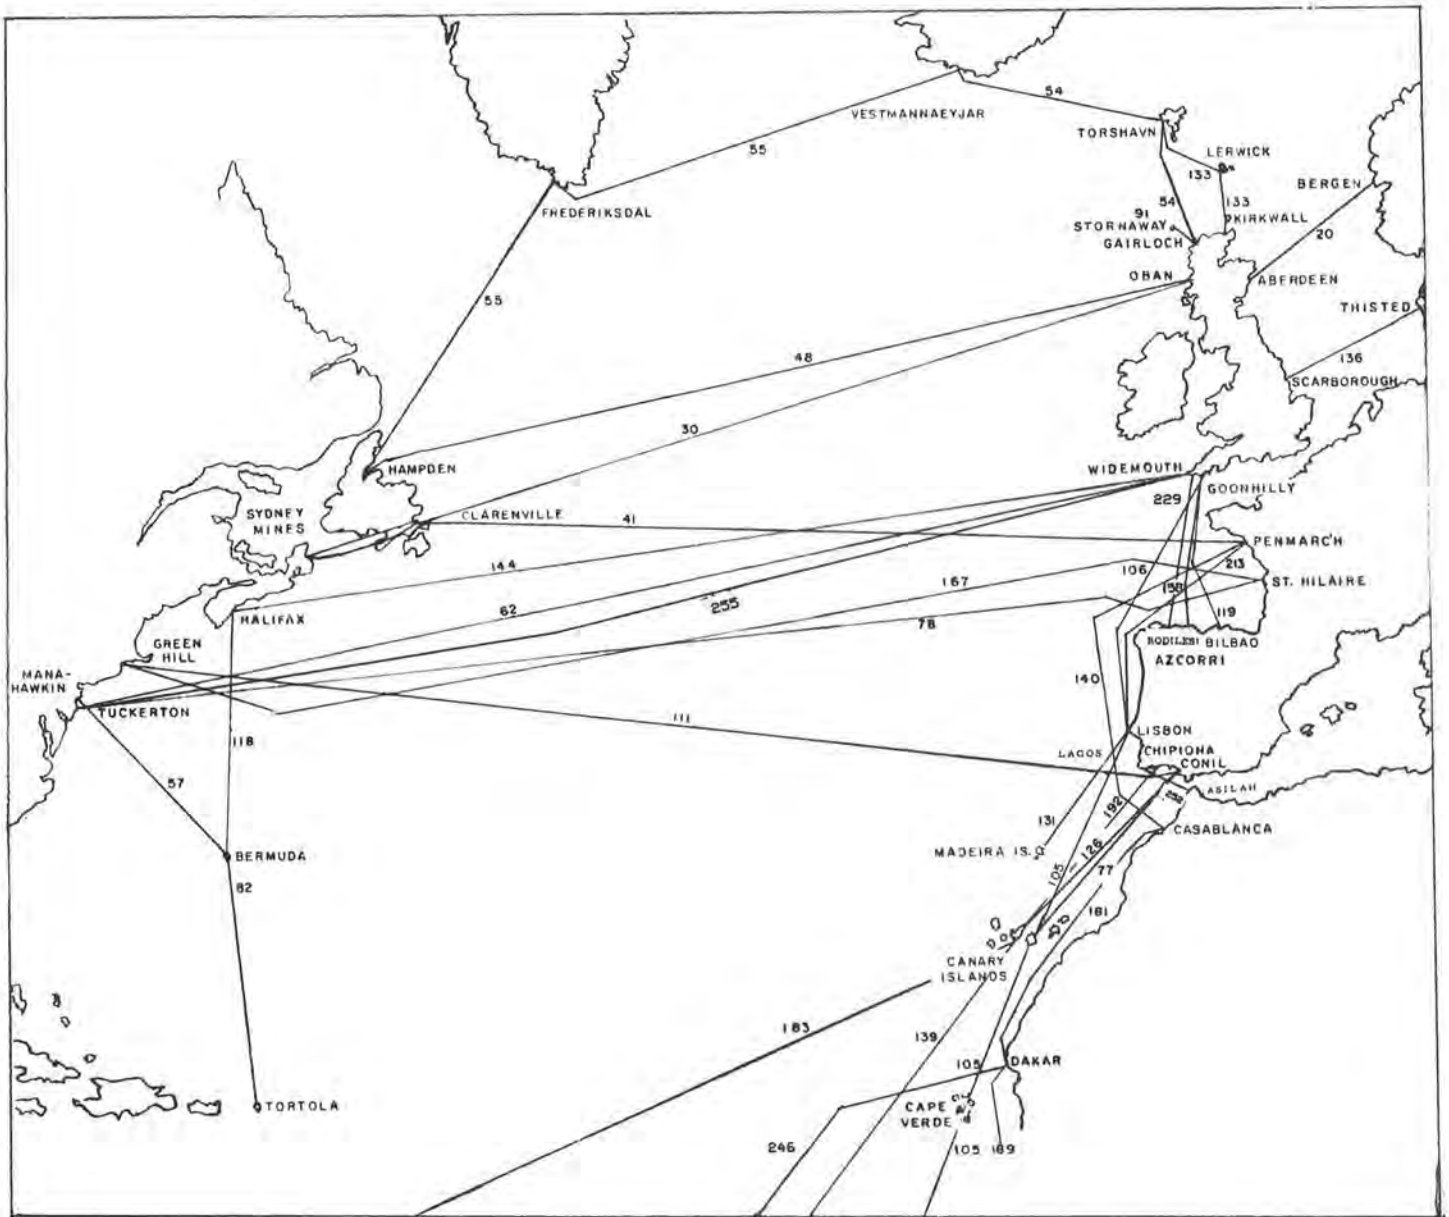 54
VESTMANNAEYJAR
TORSHAVN
55
LERWICK
133
BERGEN
54
133
FREDERIKSDAL
91
KIRKWALL
STORNAWAY
20
GAIRLOCH
OBAN
ABERDEEN
55
THISTED
48
136
SCARBOROUGH
30
HAMPDEN
WIDEMOUTH
GOONHILLY
229
SYDNEY
MINES
CLARENVILLE
41
PENMARC'H
144
106
213
167
ST. HILAIRE
158
255
62
119
HALIFAX
78
GREEN
HILL
RODILES
BILBAO
AZCORRI
MANA-
HAWKIN
140
TUCKERTON
111
LISBON
118
LAGOS
CHIPIONA
CONIL
57
ASILAH
252
192
131
CASABLANCA
BERMUDA
MADEIRA IS.
126
105
77
82
181
CANARY
ISLANDS
183
139
105
DAKAR
TORTOLA
CAPE
VERDE
246
105
189